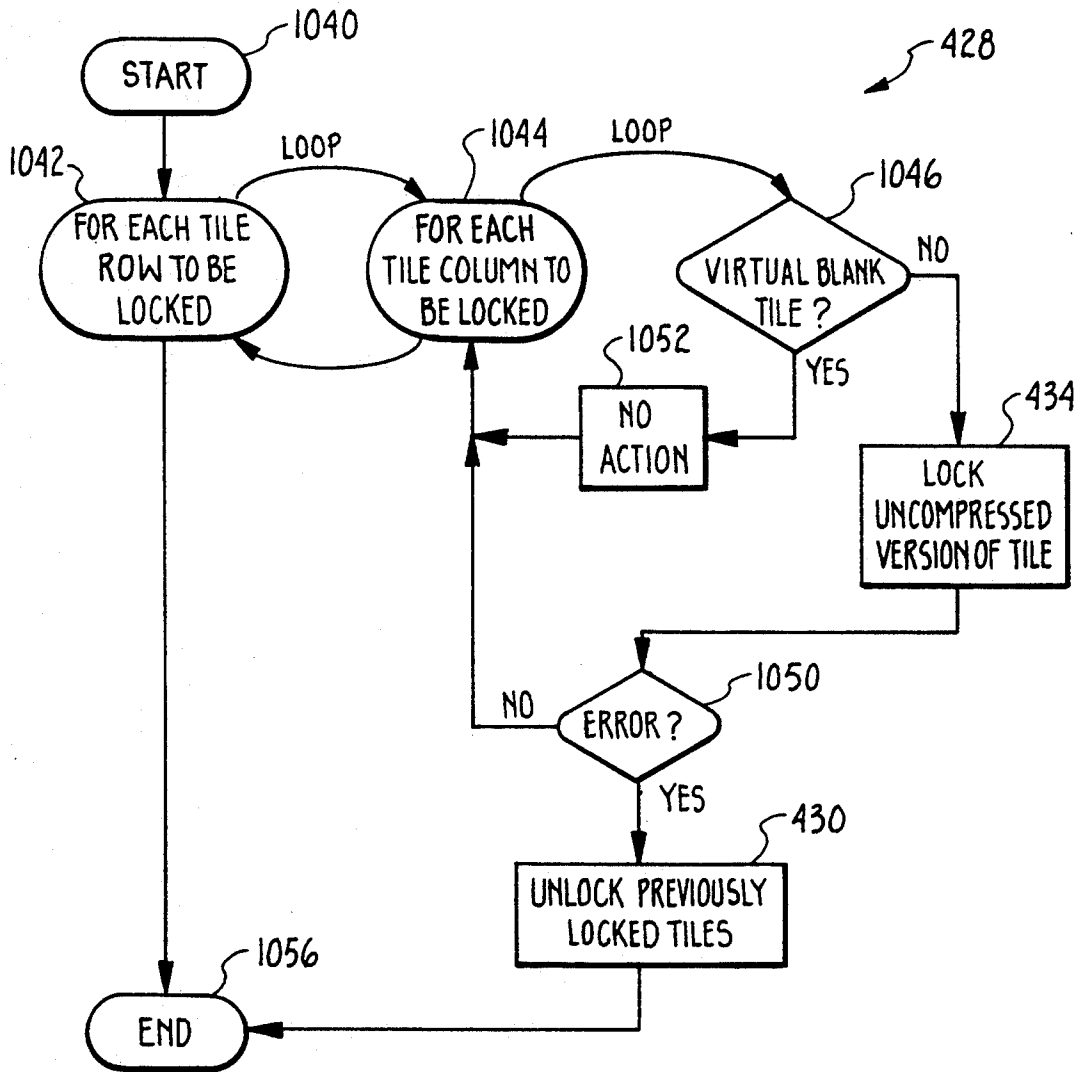 1040
START
428
1042
LOOP
1044
LOOP
1046
FOR EACH TILE
ROW TO BE
LOCKED
FOR EACH
TILE COLUMN TO
BE LOCKED
VIRTUAL BLANK
TILE ?
NO
YES
1052
NO
ACTION
434
LOCK
UNCOMPRESSED
VERSION OF TILE
1050
ERROR ?
NO
YES
430
UNLOCK PREVIOUSLY
LOCKED TILES
1056
END